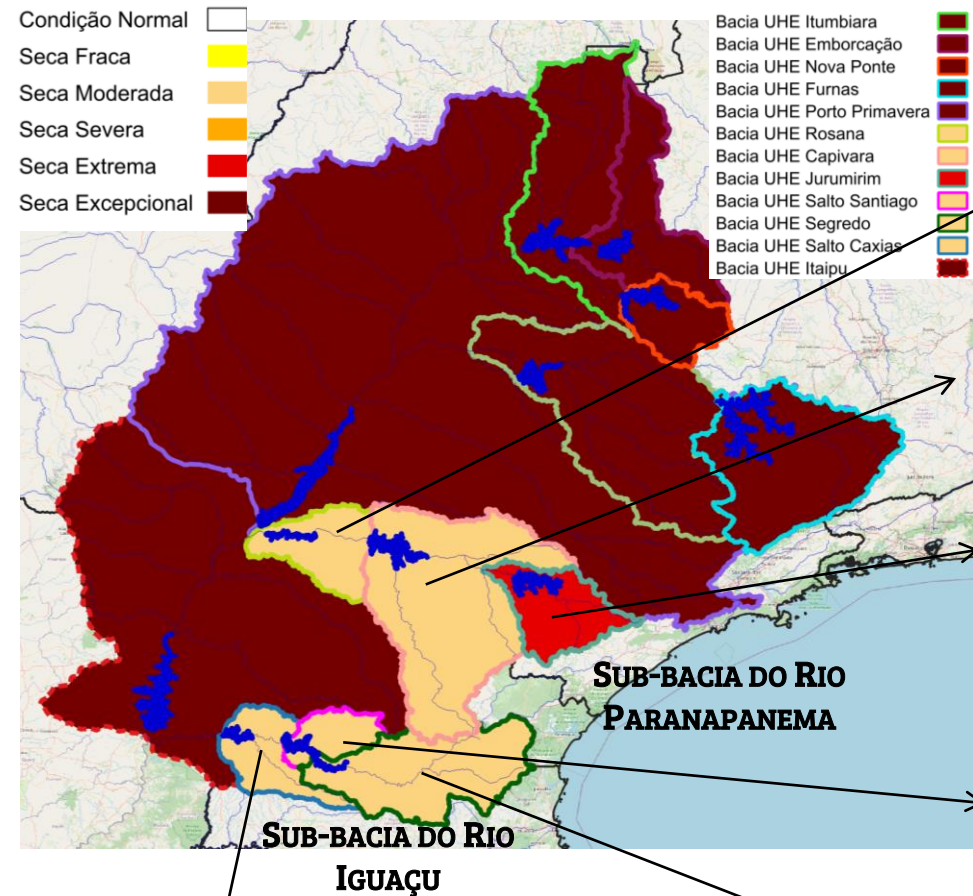 Condição Normal
Seca Fraca
Seca Moderada
Seca Severa
Seca Extrema
Seca Excepcional
Bacia UHE Itumbiara
Bacia UHE Emborcação
Bacia UHE Nova Ponte
Bacia UHE Furnas
Bacia UHE Porto Primavera
Bacia UHE Rosana
Bacia UHE Capivara
Bacia UHE Jurumirim
Bacia UHE Salto Santiago
Bacia UHE Segredo
Bacia UHE Salto Caxias
Bacia UHE Itaipu
SUB-BACIA DO RIO
PARANAPANEMA
SUB-BACIA DO RIO
IGUAÇU